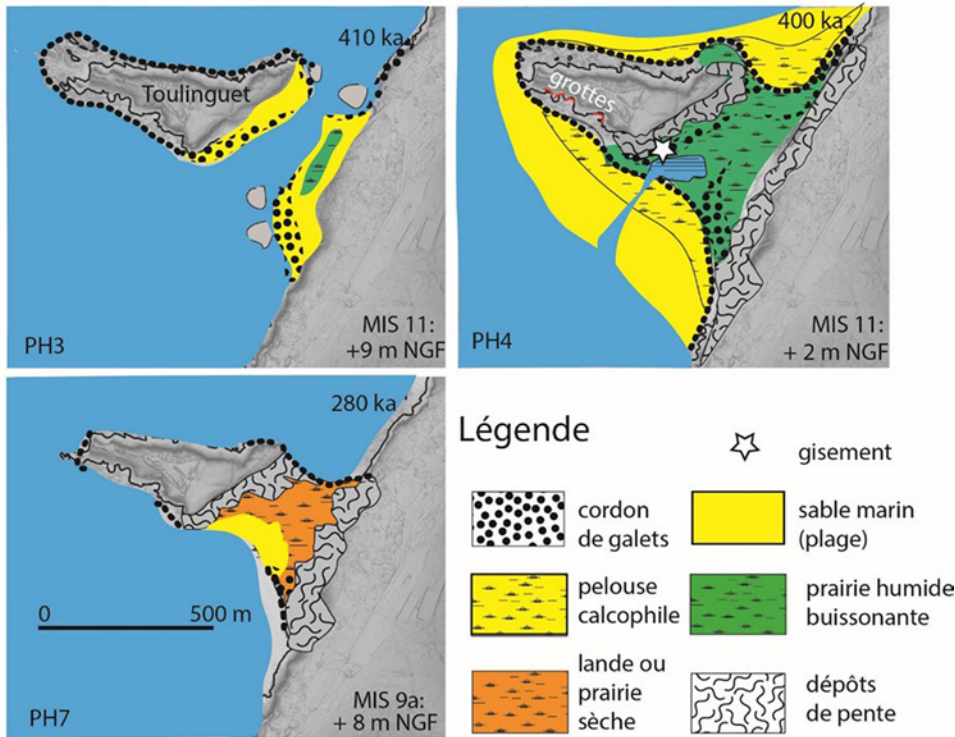 410 ka
Toulinguet
PH3
MIS 11:
+9 m NGF
400 ka
grottes
PH4
MIS 11:
+ 2 m NGF
280 ka
0
500 m
PH7
MIS 9a:
+ 8 m NGF
Légende
gisement
cordon
de galets
sable marin
(plage)
pelouse
calcophile
prairie humide
buissonante
lande ou
prairie
sèche
dépôts
de pente